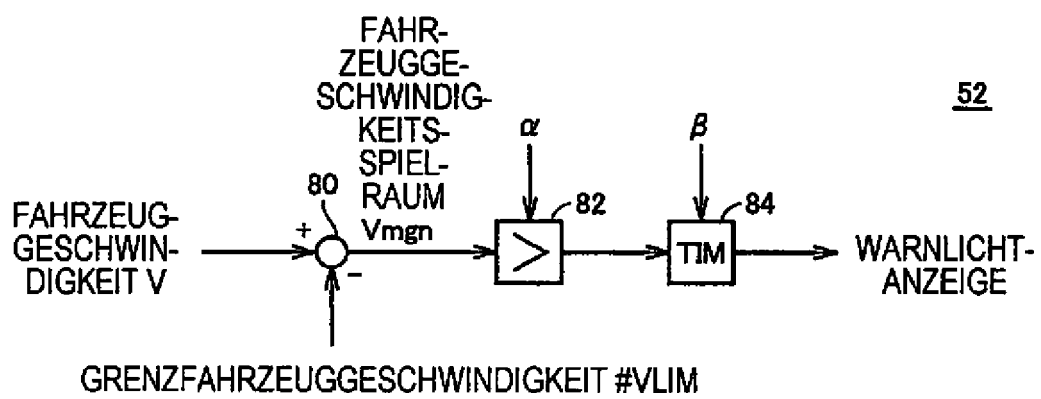 FAHR-
ZEUGGE-
SCHWINDIG-
KEITS-
SPIEL-
RAUM
Vmgn
52
α
β
80
82
84
FAHRZEUG-
GESCHWIN-
DIGKEIT V
+
−
>
TIM
WARNLICHT-
ANZEIGE
GRENZFAHRZEUGGESCHWINDIGKEIT #VLIM